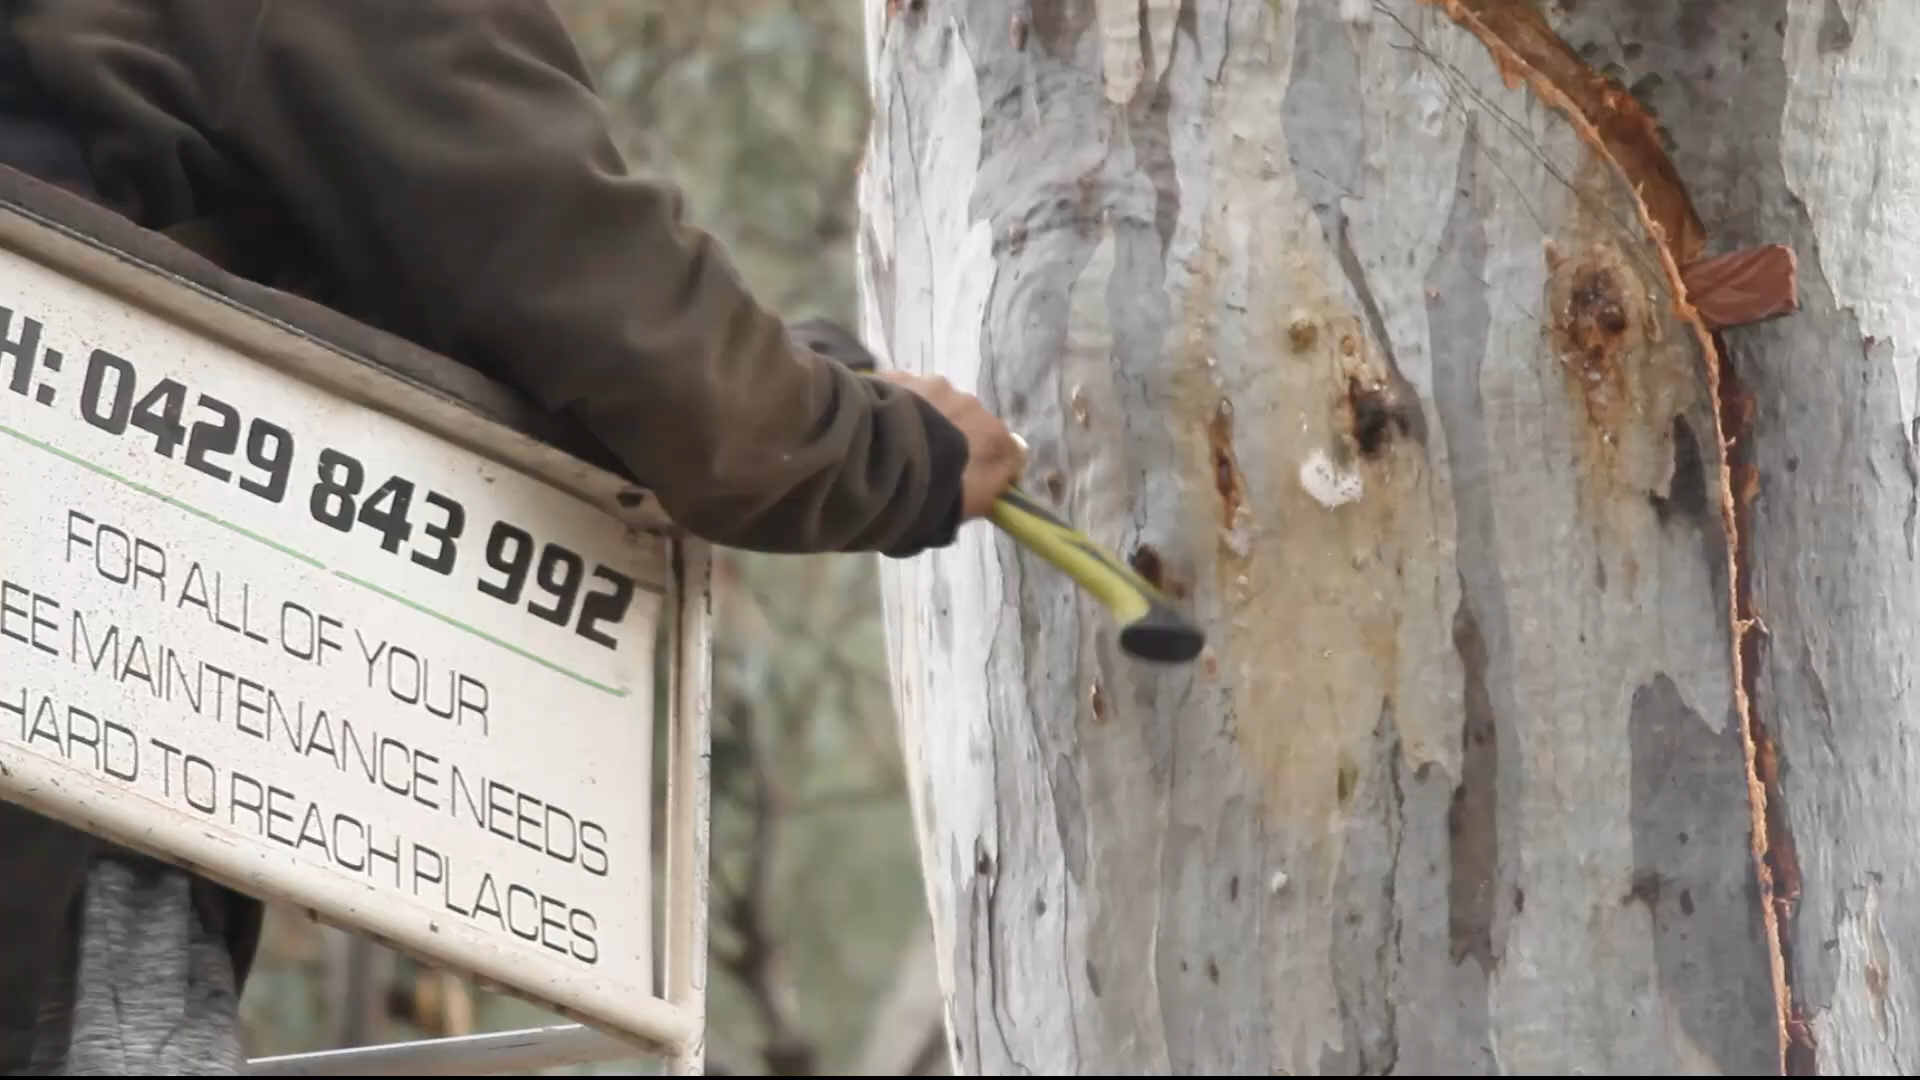 H: 0429 843 992
FOR ALL OF YOUR
EE MAINTENANCE NEEDS
HARD TO REACH PLACES